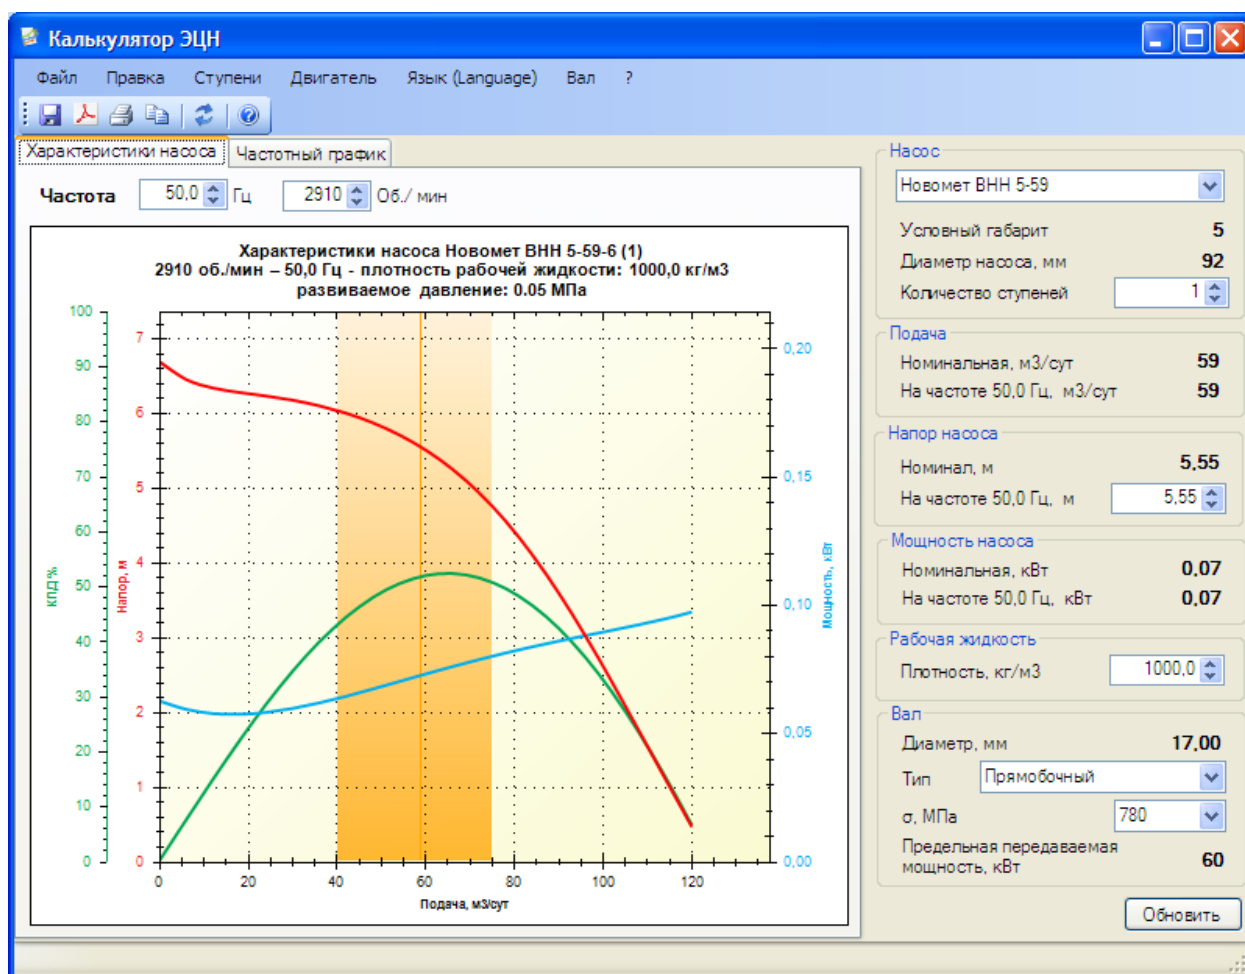 Калькулятор ЭЦН
Файл Правка Ступени Двигатель Язык (Language) Вал ?
Характеристики насоса Частотный график
Частота 50,0 Гц 2910 Об./ мин
Характеристики насоса Новомет ВНН 5-59-6 (1)
2910 об./мин – 50,0 Гц - плотность рабочей жидкости: 1000,0 кг/м3
развиваемое давление: 0.05 МПа
КПД%
100
90
80
70
60
50
40
30
20
10
0
Напор, м
7
6
5
4
3
2
1
0
Мощность, кВт
0,20
0,15
0,10
0,05
0,00
0 20 40 60 80 100 120
Подача, м3/сут
Насос
Новомет ВНН 5-59
Условный габарит 5
Диаметр насоса, мм 92
Количество ступеней 1
Подача
Номинальная, м3/сут 59
На частоте 50,0 Гц, м3/сут 59
Напор насоса
Номинал, м 5,55
На частоте 50,0 Гц, м 5,55
Мощность насоса
Номинальная, кВт 0,07
На частоте 50,0 Гц, кВт 0,07
Рабочая жидкость
Плотность, кг/м3 1000,0
Вал
Диаметр, мм 17,00
Тип Прямобочный
σ, МПа 780
Предельная передаваемая
мощность, кВт 60
Обновить